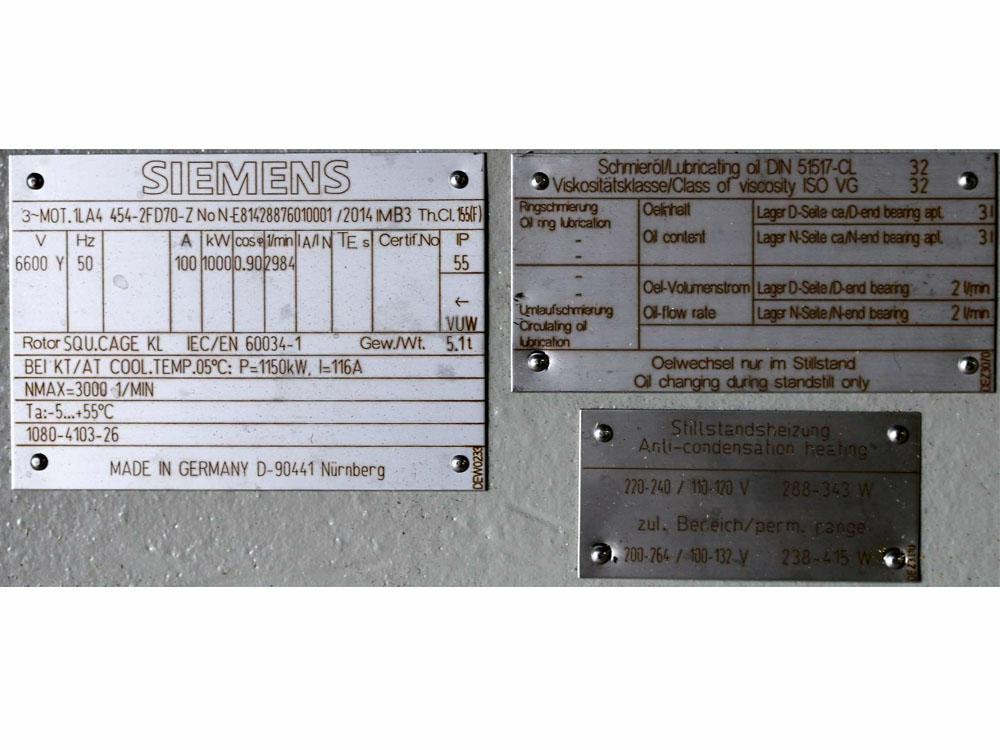 SIEMENS
3~MOT. 1LA4 454-2FD70-Z No N-E81428876010001 /2014 IMB3 Th.Cl. 155(F)
V Hz A kW cosφ 1/min IA/IN TE s Certif.No IP
6600 Y 50 100 1000 0.90 2984 55
←
VUW
Rotor SQU.CAGE KL IEC/EN 60034-1 Gew./Wt. 5.1t
BEI KT/AT COOL.TEMP.05°C: P=1150kW, I=116A
NMAX=3000 1/MIN
Ta:-5...+55°C
1080-4103-26
MADE IN GERMANY D-90441 Nürnberg
DEW0233
Schmieröl/Lubricating oil DIN 51517-CL 32
Viskositätsklasse/Class of viscosity ISO VG 32
Ringschmierung Oelinhalt Lager D-Seite ca/D-end bearing apt. 3 l
Oil ring lubrication
- Oil content Lager N-Seite ca/N-end bearing apt. 3 l
-
- Oel-Volumenstrom Lager D-Seite/D-end bearing 2 l/min
-
Umlaufschmierung Oil-flow rate Lager N-Seite/N-end bearing 2 l/min
Circulating oil
lubrication
Oelwechsel nur im Stillstand
Oil changing during standstill only
DEZ3070
Stillstandsheizung
Anti-condensation heating
220-240 / 110-120 V 288-343 W
zul. Bereich/perm. range
200-264 / 100-132 V 238-415 W